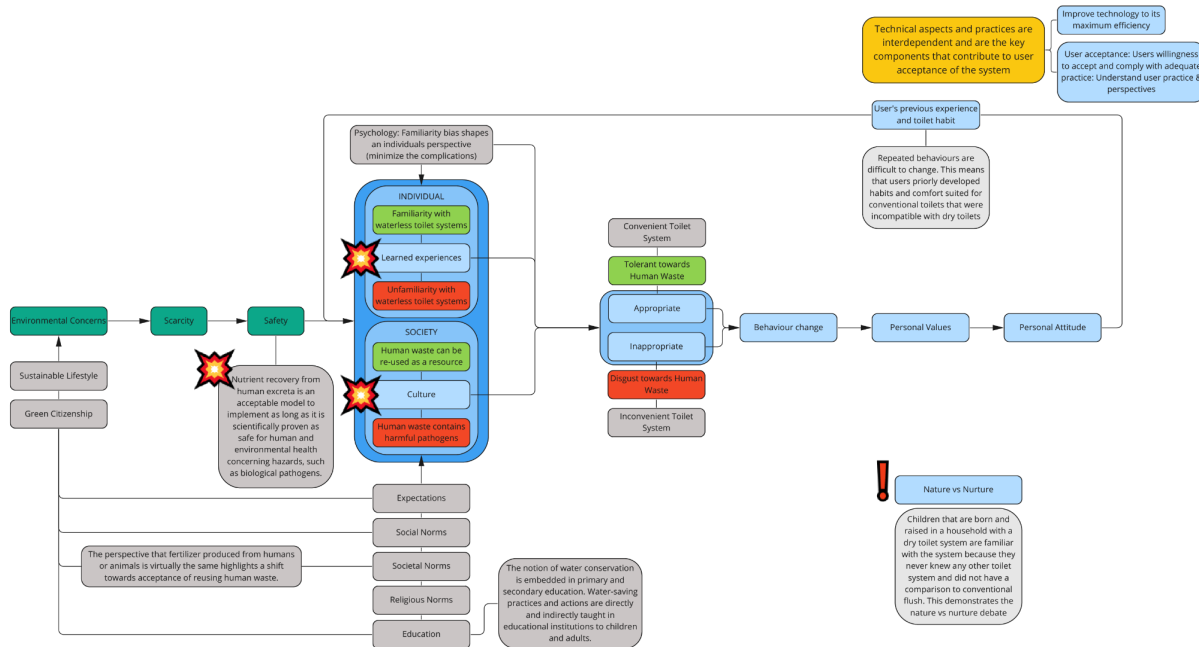 Technical aspects and practices are
interdependent and are the key
components that contribute to user
acceptance of the system
Improve technology to its
maximum efficiency
User acceptance: Users willingness
to accept and comply with adequate
practice: Understand user practice &
perspectives
User's previous experience
and toilet habit
Repeated behaviours are
difficult to change. This means
that users priorly developed
habits and comfort suited for
conventional toilets that were
incompatible with dry toilets
Psychology: Familiarity bias shapes
an individuals perspective
(minimize the complications)
INDIVIDUAL
Familiarity with
waterless toilet systems
Learned experiences
Unfamiliarity with
waterless toilet systems
SOCIETY
Human waste can be
re-used as a resource
Culture
Human waste contains
harmful pathogens
Convenient Toilet
System
Tolerant towards
Human Waste
Appropriate
Inappropriate
Disgust towards Human
Waste
Inconvenient Toilet
System
Behaviour change
Personal Values
Personal Attitude
Environmental Concerns
Scarcity
Safety
Sustainable Lifestyle
Green Citizenship
Nutrient recovery from
human excreta is an
acceptable model to
implement as long as it is
scientifically proven as
safe for human and
environmental health
concerning hazards, such
as biological pathogens.
Expectations
Social Norms
Societal Norms
Religious Norms
Education
The perspective that fertilizer produced from humans
or animals is virtually the same highlights a shift
towards acceptance of reusing human waste.
The notion of water conservation
is embedded in primary and
secondary education. Water-saving
practices and actions are directly
and indirectly taught in
educational institutions to children
and adults.
Nature vs Nurture
Children that are born and
raised in a household with a
dry toilet system are familiar
with the system because they
never knew any other toilet
system and did not have a
comparison to conventional
flush. This demonstrates the
nature vs nurture debate